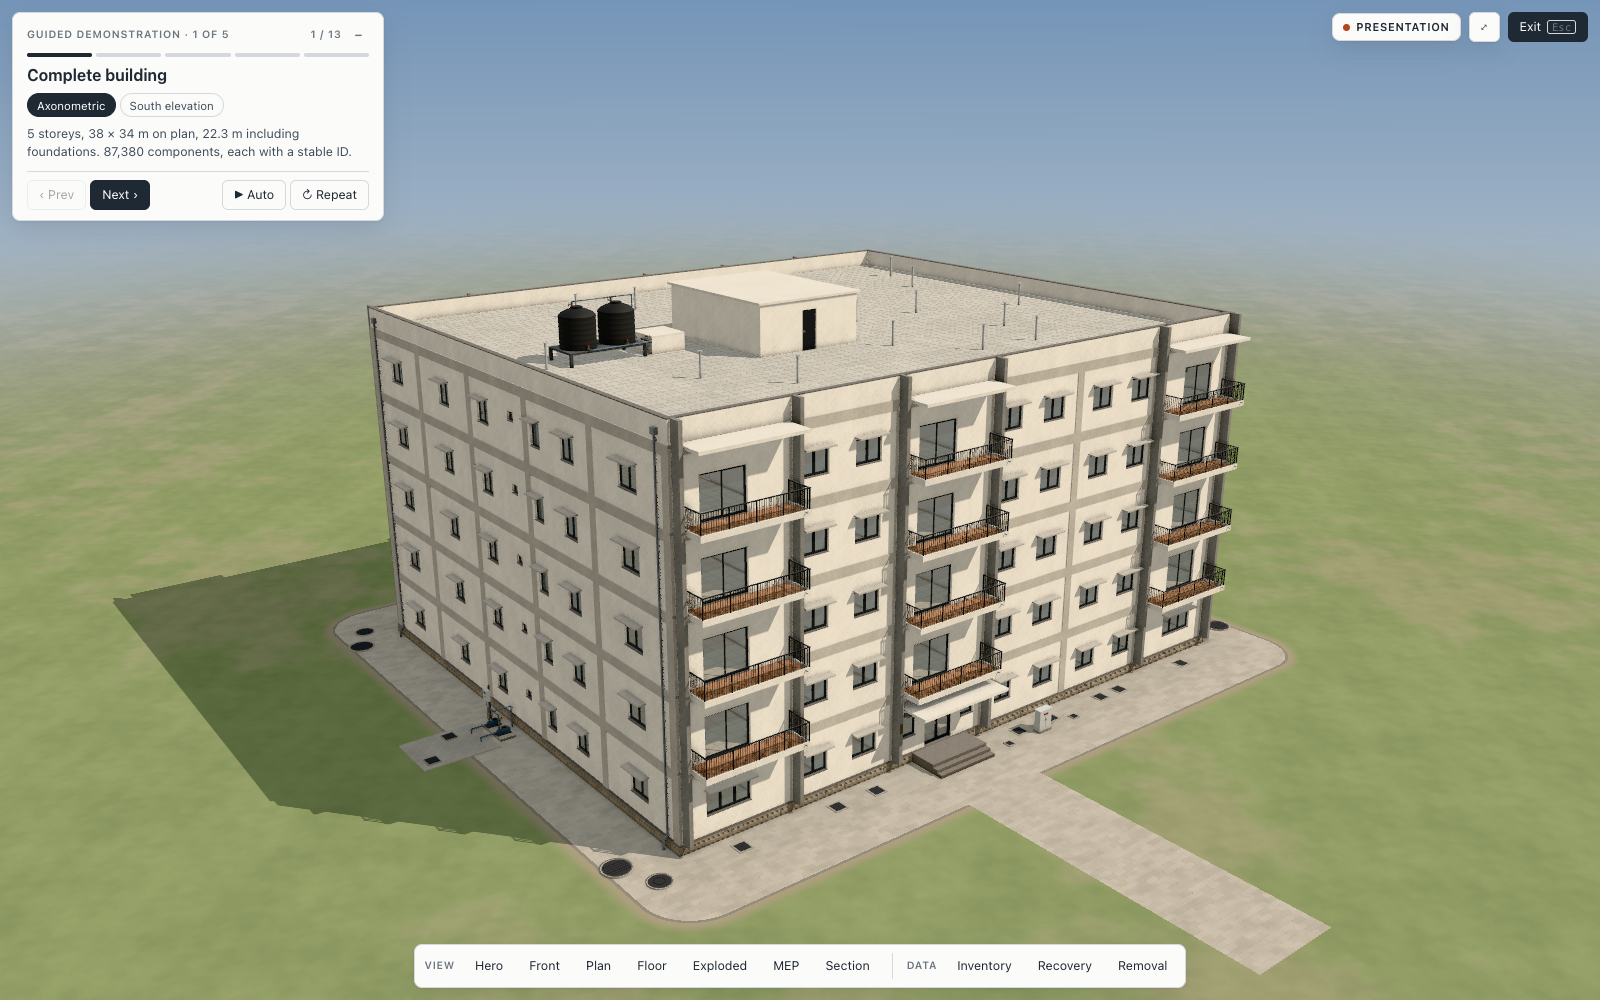 GUIDED DEMONSTRATION · 1 OF 5
1 / 13 –
Complete building
Axonometric South elevation
5 storeys, 38 × 34 m on plan, 22.3 m including
foundations. 87,380 components, each with a stable ID.
‹ Prev Next › ▶ Auto ↻ Repeat
PRESENTATION
Exit Esc
VIEW Hero Front Plan Floor Exploded MEP Section DATA Inventory Recovery Removal